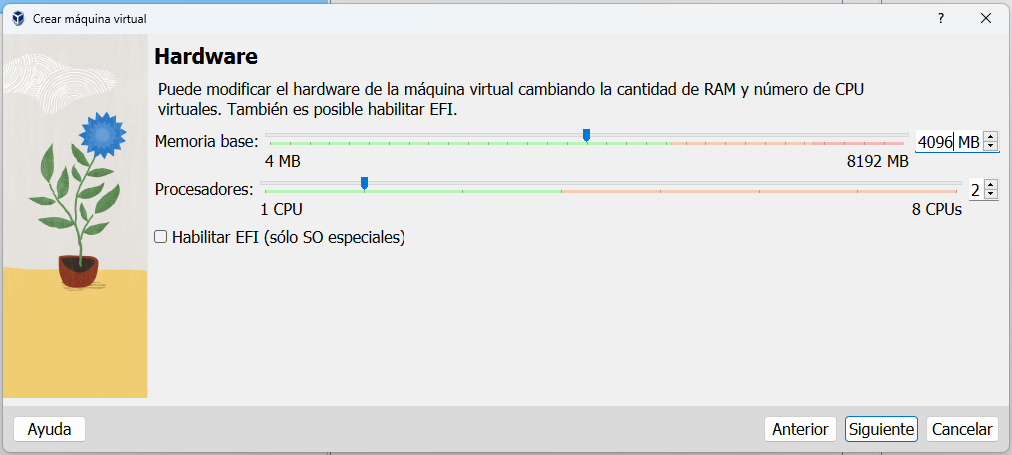 Crear máquina virtual
?
Hardware
Puede modificar el hardware de la máquina virtual cambiando la cantidad de RAM y número de CPU
virtuales. También es posible habilitar EFI.
Memoria base: 4096 MB
4 MB 8192 MB
Procesadores: 2
1 CPU 8 CPUs
Habilitar EFI (sólo SO especiales)
Ayuda Anterior Siguiente Cancelar